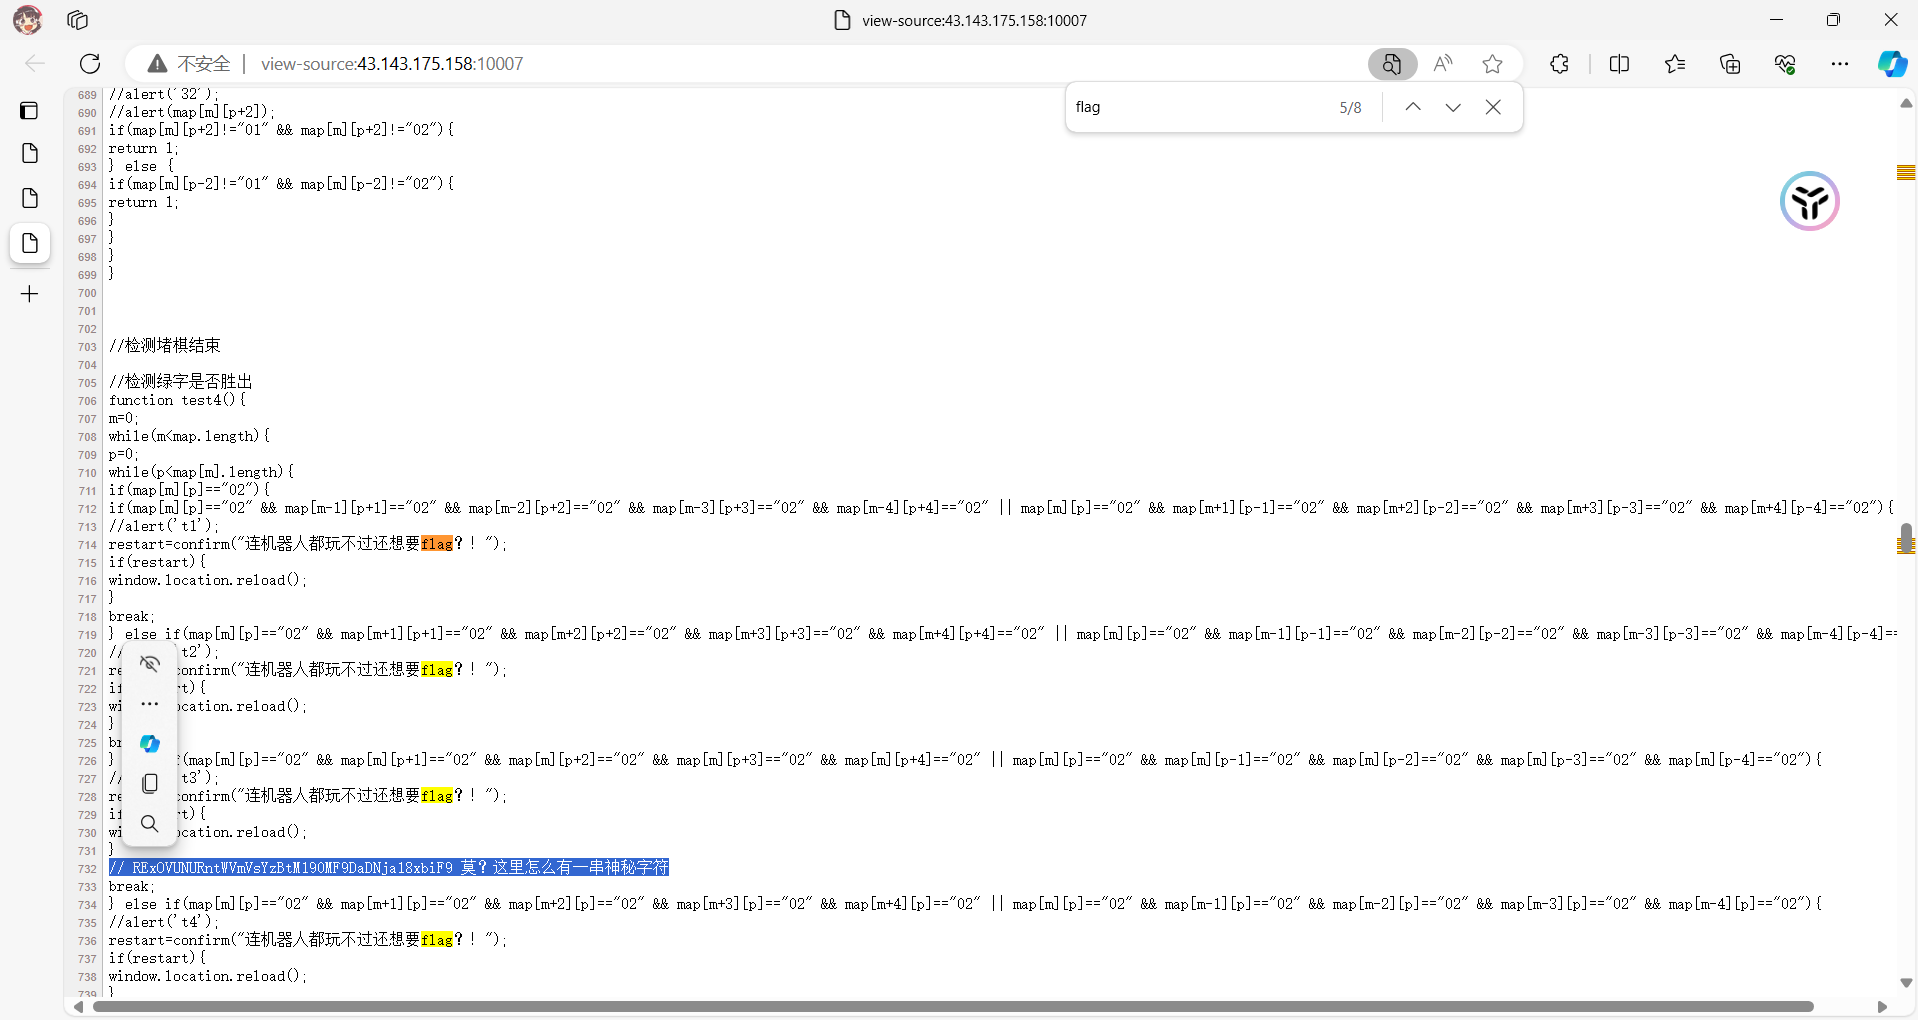 view-source:43.143.175.158:10007
不安全 | view-source:43.143.175.158:10007
flag
5/8
689 //alert('32');
690 //alert(map[m][p+2]);
691 if(map[m][p+2]!="01" && map[m][p+2]!="02"){
692 return 1;
693 } else {
694 if(map[m][p-2]!="01" && map[m][p-2]!="02"){
695 return 1;
696 }
697 }
698 }
699 }
700
701
702
703 //检测堵棋结束
704
705 //检测绿字是否胜出
706 function test4(){
707 m=0;
708 while(m<map.length){
709 p=0;
710 while(p<map[m].length){
711 if(map[m][p]=="02"){
712 if(map[m][p]=="02" && map[m-1][p+1]=="02" && map[m-2][p+2]=="02" && map[m-3][p+3]=="02" && map[m-4][p+4]=="02" || map[m][p]=="02" && map[m+1][p-1]=="02" && map[m+2][p-2]=="02" && map[m+3][p-3]=="02" && map[m+4][p-4]=="02"){
713 //alert('t1');
714 restart=confirm("连机器人都玩不过还想要flag?！");
715 if(restart){
716 window.location.reload();
717 }
718 break;
719 } else if(map[m][p]=="02" && map[m+1][p+1]=="02" && map[m+2][p+2]=="02" && map[m+3][p+3]=="02" && map[m+4][p+4]=="02" || map[m][p]=="02" && map[m-1][p-1]=="02" && map[m-2][p-2]=="02" && map[m-3][p-3]=="02" && map[m-4][p-4]==
720 // t2');
721 re confirm("连机器人都玩不过还想要flag?！");
722 if t){
723 wi ocation.reload();
724 }
725 br
726 } f(map[m][p]=="02" && map[m][p+1]=="02" && map[m][p+2]=="02" && map[m][p+3]=="02" && map[m][p+4]=="02" || map[m][p]=="02" && map[m][p-1]=="02" && map[m][p-2]=="02" && map[m][p-3]=="02" && map[m][p-4]=="02"){
727 // t3');
728 re confirm("连机器人都玩不过还想要flag?！");
729 if t){
730 wi ocation.reload();
731 }
732 // RExOVUNURntWVmVsYzBtM190MF9DaDNja18xbiF9 莫？这里怎么有一串神秘字符
733 break;
734 } else if(map[m][p]=="02" && map[m+1][p]=="02" && map[m+2][p]=="02" && map[m+3][p]=="02" && map[m+4][p]=="02" || map[m][p]=="02" && map[m-1][p]=="02" && map[m-2][p]=="02" && map[m-3][p]=="02" && map[m-4][p]=="02"){
735 //alert('t4');
736 restart=confirm("连机器人都玩不过还想要flag?！");
737 if(restart){
738 window.location.reload();
739 }